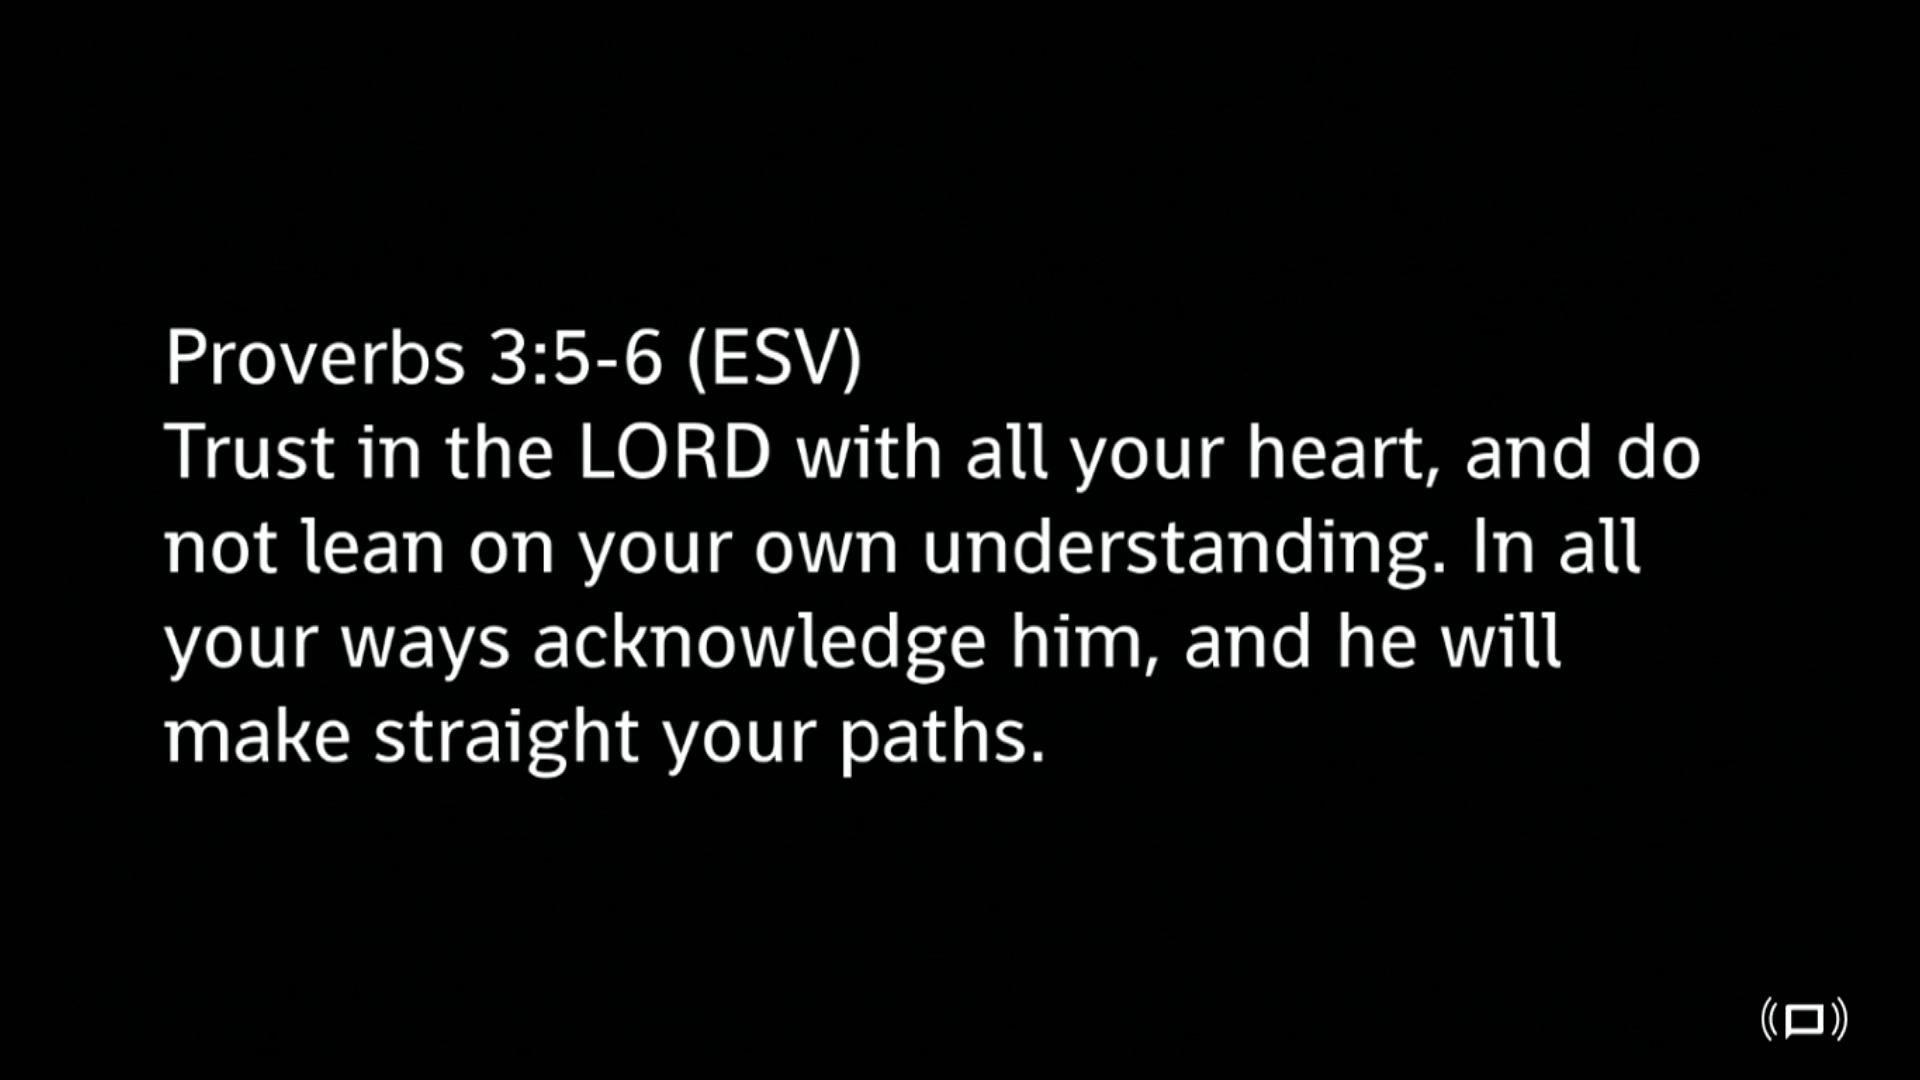 Proverbs 3:5-6 (ESV)
Trust in the LORD with all your heart, and do
not lean on your own understanding. In all
your ways acknowledge him, and he will
make straight your paths.